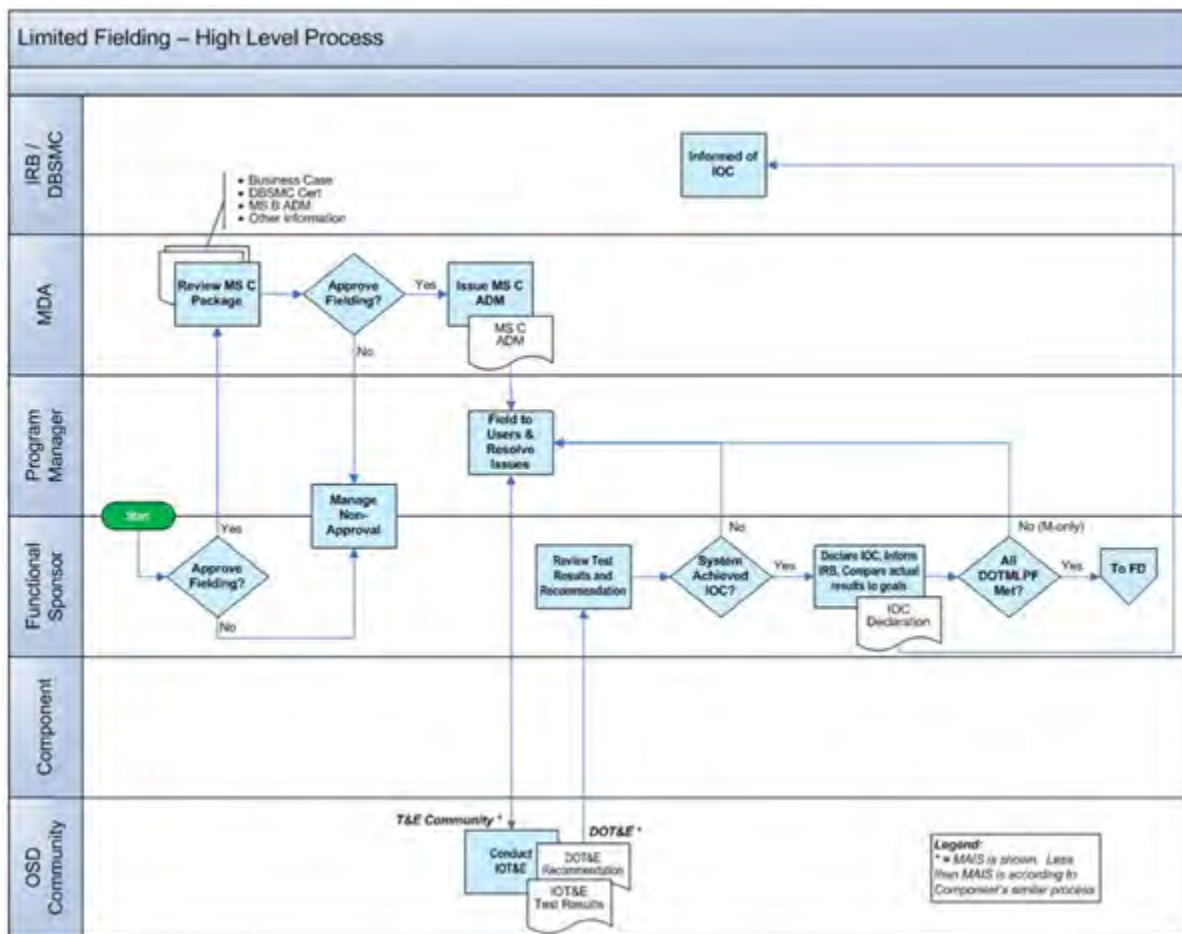 Limited Fielding – High Level Process
IRB /
DBSMC
Informed of
IOC
• Business Case
• DBSMC Cert
• MS B ADM
• Other Information
MDA
Review MS C
Package
Approve
Fielding?
Yes
Issue MS C
ADM
MS C
ADM
No
Program
Manager
Field to
Users &
Resolve
Issues
Manage
Non-
Approval
Start
Functional
Sponsor
Yes
Approve
Fielding?
No
Review Test
Results and
Recommendation
No
System
Achieved
IOC?
Yes
Declare IOC, Inform
IRB, Compare actual
results to goals
IOC
Declaration
No (M-only)
All
DOTMLPF
Met?
Yes
To FD
Component
OSD
Community
T&E Community *
Conduct
IOT&E
DOT&E *
DOT&E
Recommendation
IOT&E
Test Results
Legend:
* = MAIS is shown. Less
then MAIS is according to
Component's similar process